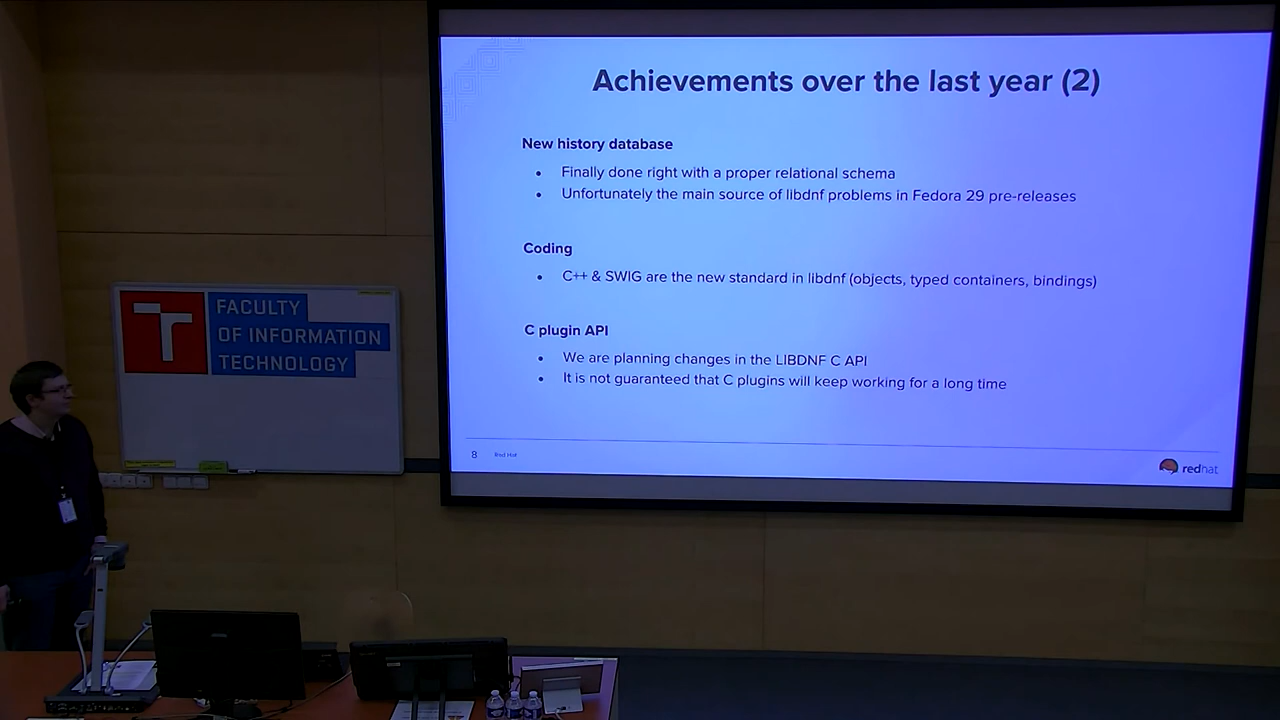 Achievements over the last year (2)
New history database
• Finally done right with a proper relational schema
• Unfortunately the main source of libdnf problems in Fedora 29 pre-releases
Coding
• C++ & SWIG are the new standard in libdnf (objects, typed containers, bindings)
C plugin API
• We are planning changes in the LIBDNF C API
• It is not guaranteed that C plugins will keep working for a long time
8 Red Hat
redhat
FACULTY
OF INFORMATION
TECHNOLOGY